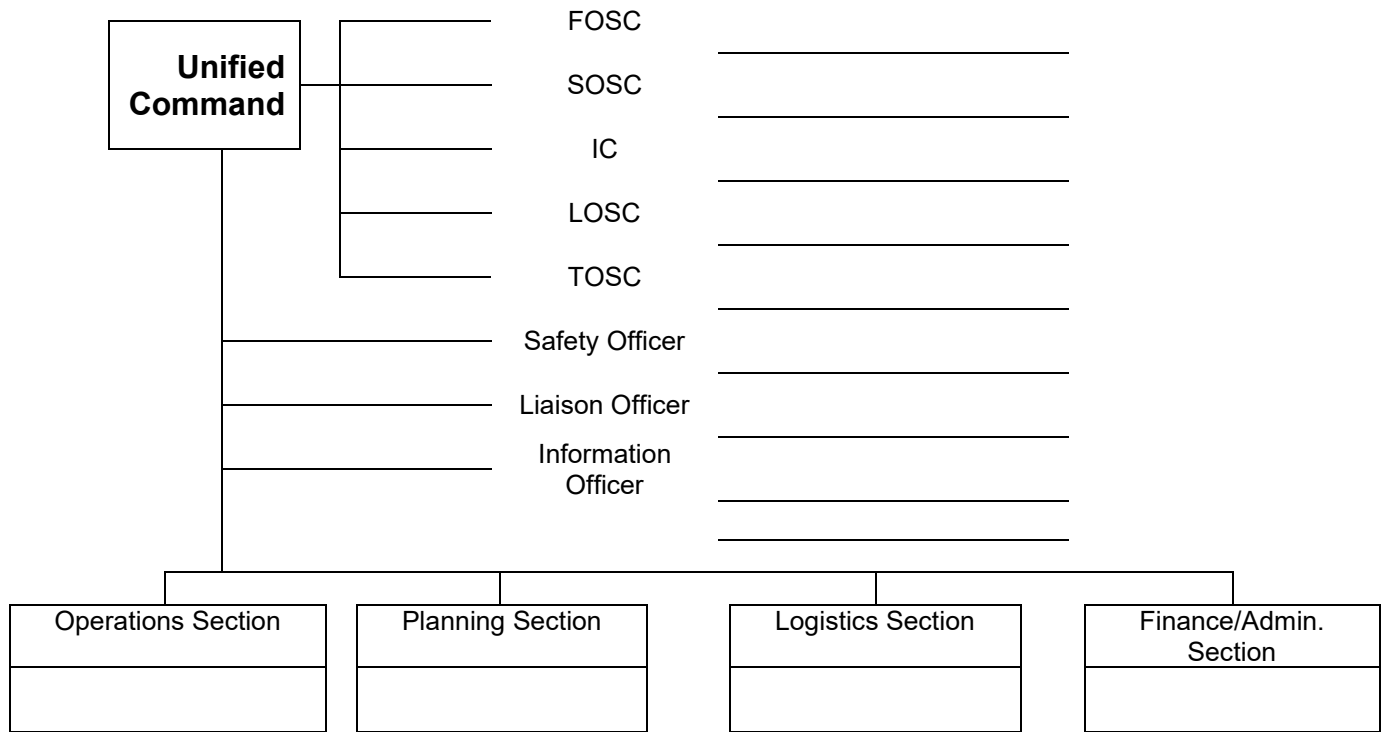 Unified
Command
FOSC
SOSC
IC
LOSC
TOSC
Safety Officer
Liaison Officer
Information
Officer
Operations Section
Planning Section
Logistics Section
Finance/Admin.
Section